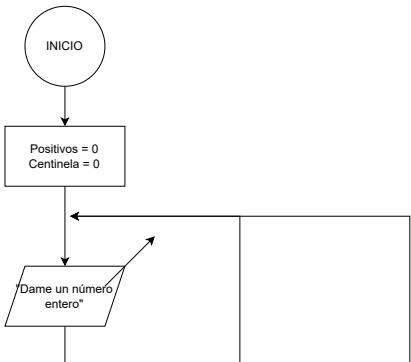 INICIO
Positivos = 0
Centinela = 0
"Dame un número
entero"